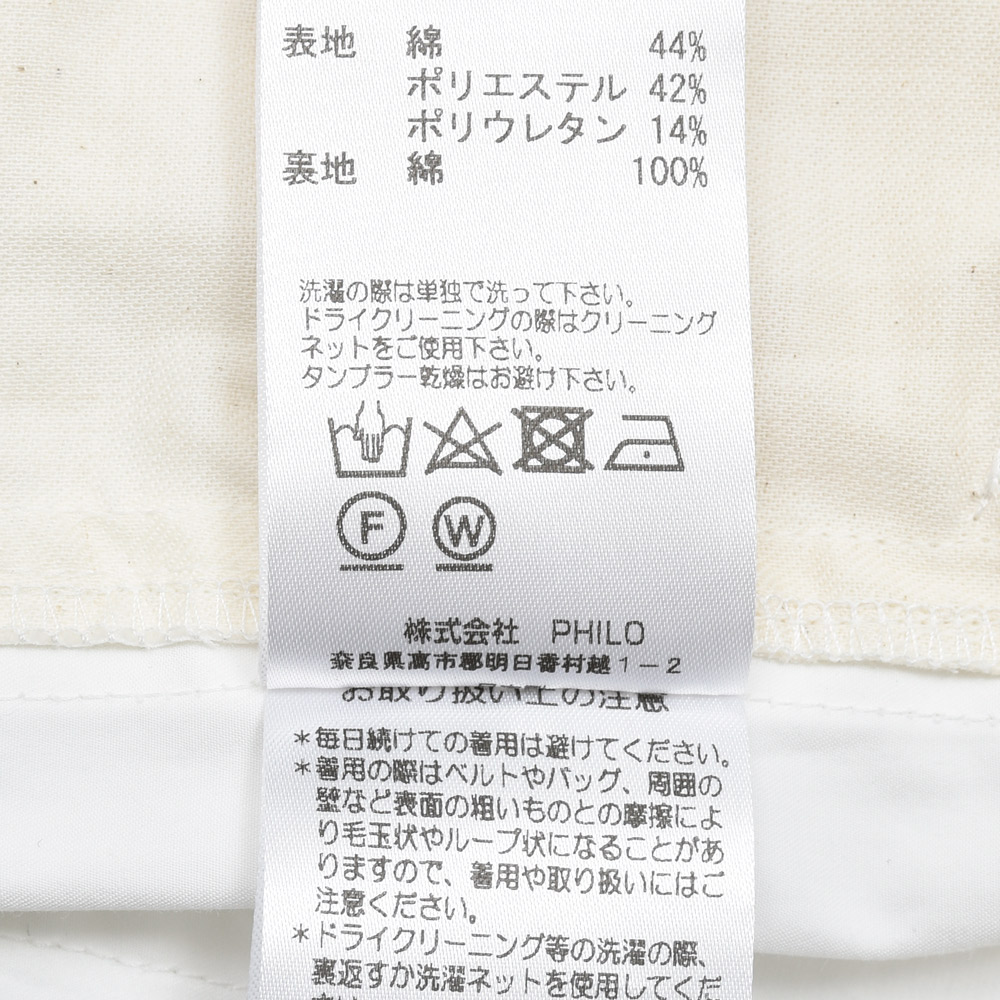 表地 綿 44%
ポリエステル 42%
ポリウレタン 14%
裏地 綿 100%
洗濯の際は単独で洗って下さい。
ドライクリーニングの際はクリーニング
ネットをご使用下さい。
タンブラー乾燥はお避け下さい。
F W
株式会社 PHILO
奈良県高市郡明日香村越1-2
お取り扱い上の注意
*毎日続けての着用は避けてください。
*着用の際はベルトやバッグ、周囲の
壁など表面の粗いものとの摩擦によ
り毛玉状やループ状になることがあ
りますので、着用や取り扱いにはご
注意ください。
*ドライクリーニング等の洗濯の際、
裏返すか洗濯ネットを使用してくだ